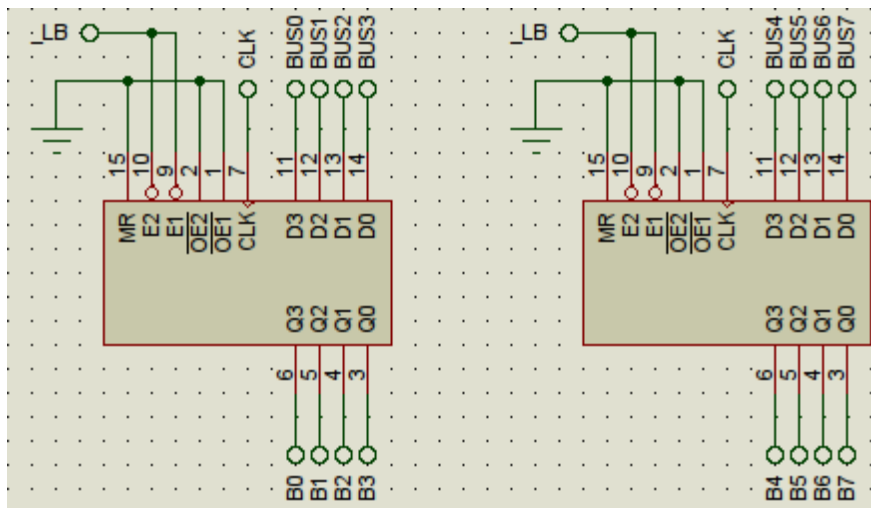 _LB CLK BUS0 BUS1 BUS2 BUS3
15 10 9 2 1 7 11 12 13 14
MR E2 E1 OE2 OE1 CLK D3 D2 D1 D0
Q3 Q2 Q1 Q0
6 5 4 3
B0 B1 B2 B3
_LB CLK BUS4 BUS5 BUS6 BUS7
15 10 9 2 1 7 11 12 13 14
MR E2 E1 OE2 OE1 CLK D3 D2 D1 D0
Q3 Q2 Q1 Q0
6 5 4 3
B4 B5 B6 B7